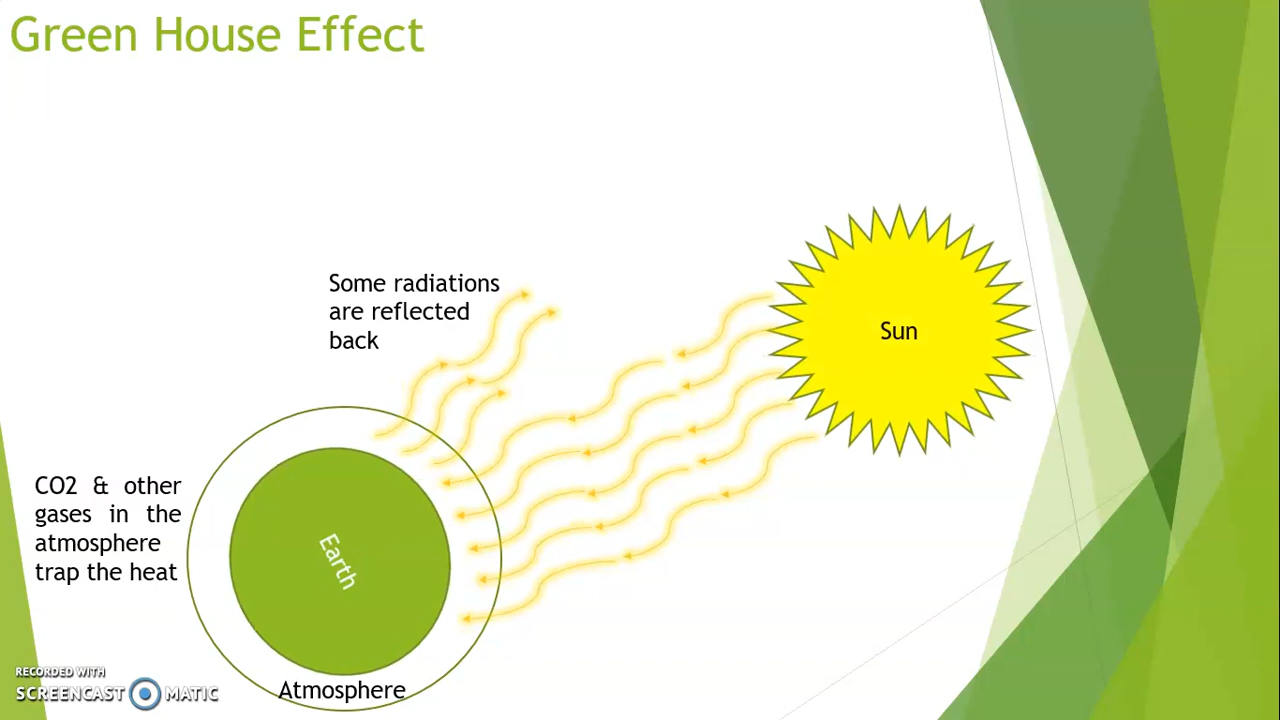 Green House Effect
Some radiations
are reflected
back
Sun
CO2 & other
gases in the
atmosphere
trap the heat
Earth
Atmosphere
RECORDED WITH
SCREENCAST MATIC